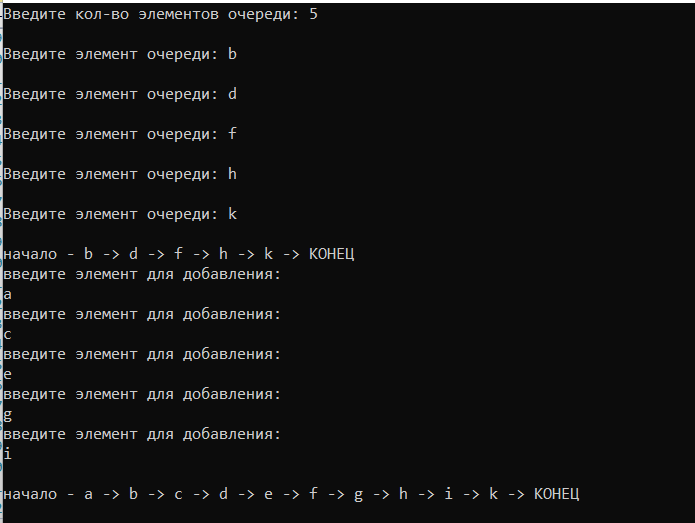 Введите кол-во элементов очереди: 5
Введите элемент очереди: b
Введите элемент очереди: d
Введите элемент очереди: f
Введите элемент очереди: h
Введите элемент очереди: k
начало - b -> d -> f -> h -> k -> КОНЕЦ
введите элемент для добавления:
a
введите элемент для добавления:
c
введите элемент для добавления:
e
введите элемент для добавления:
g
введите элемент для добавления:
i
начало - a -> b -> c -> d -> e -> f -> g -> h -> i -> k -> КОНЕЦ